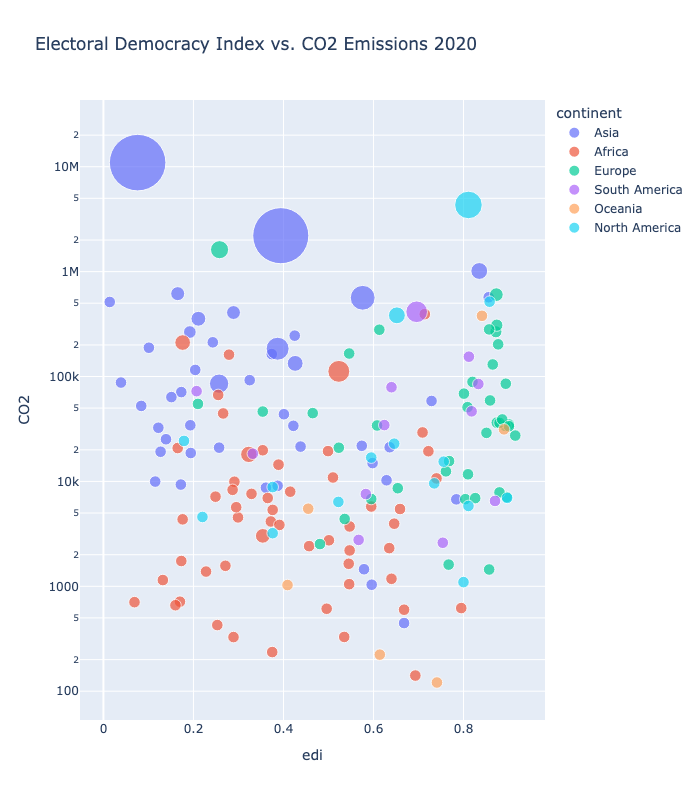 Electoral Democracy Index vs. CO2 Emissions 2020
continent
Asia
Africa
Europe
South America
Oceania
North America
2
10M
5
2
1M
5
2
100k
5
2
10k
5
2
1000
5
2
100
CO2
0
0.2
0.4
0.6
0.8
edi